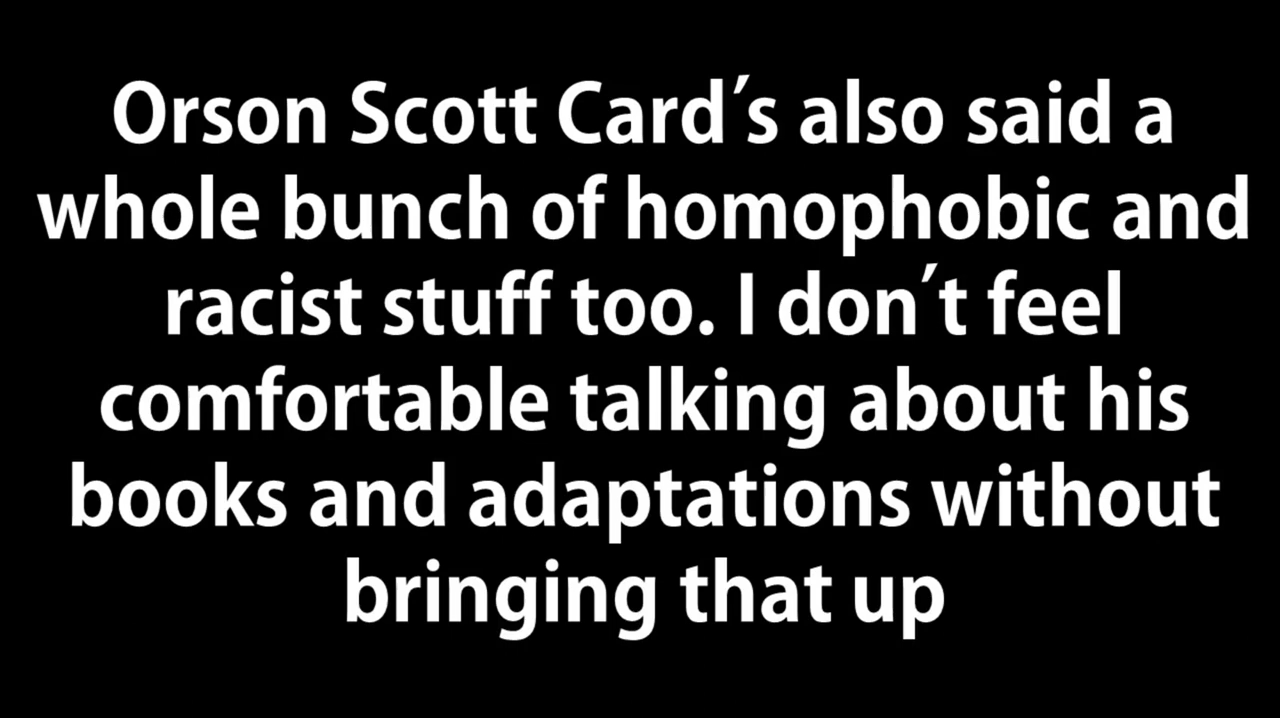 Orson Scott Card´s also said a
whole bunch of homophobic and
racist stuff too. I don´t feel
comfortable talking about his
books and adaptations without
bringing that up